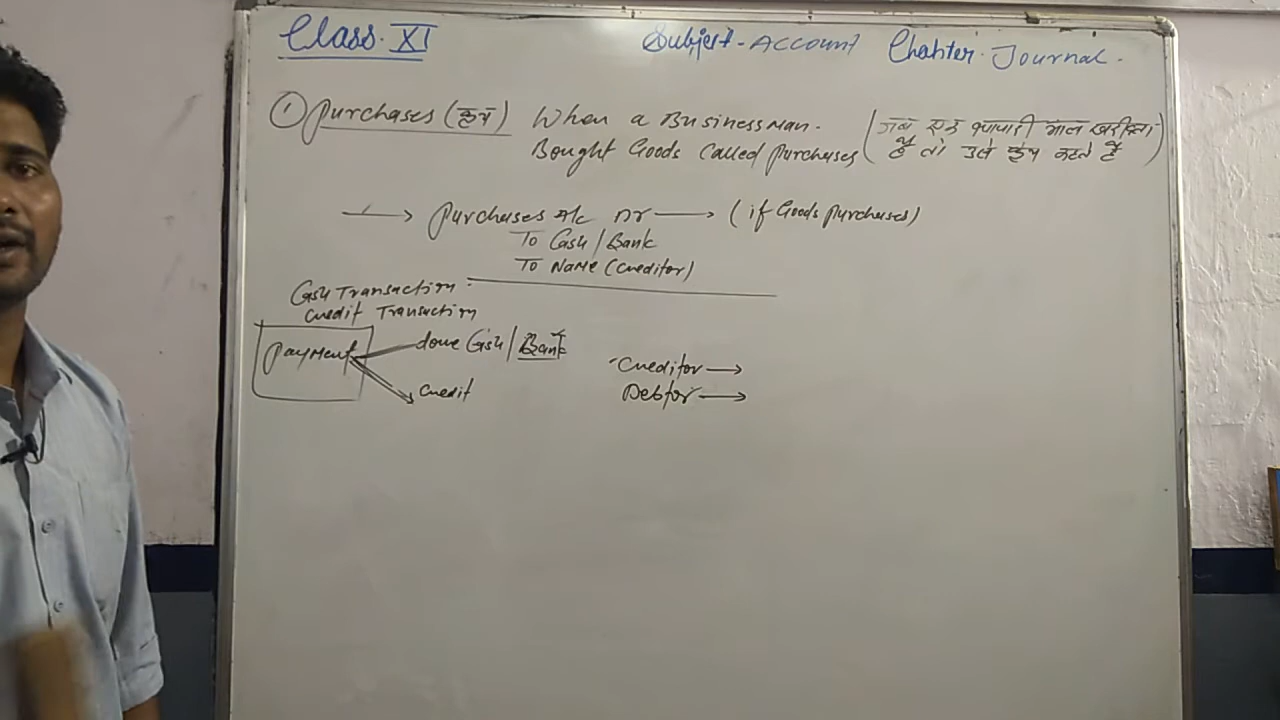 Class. XI
Subject - Account Chapter. Journal.
① Purchases (क्रय) When a Businessman.
Bought Goods Called Purchases
(जब एक व्यापारी माल खरीदता
है तो उसे क्रय कहते है)
→ Purchases A/c Dr → (if Goods Purchases)
To Cash/Bank
To Name (Creditor)
Cash Transaction.
Credit Transaction
Payment
done Cash/Bank
Credit
Creditor →
Debtor →